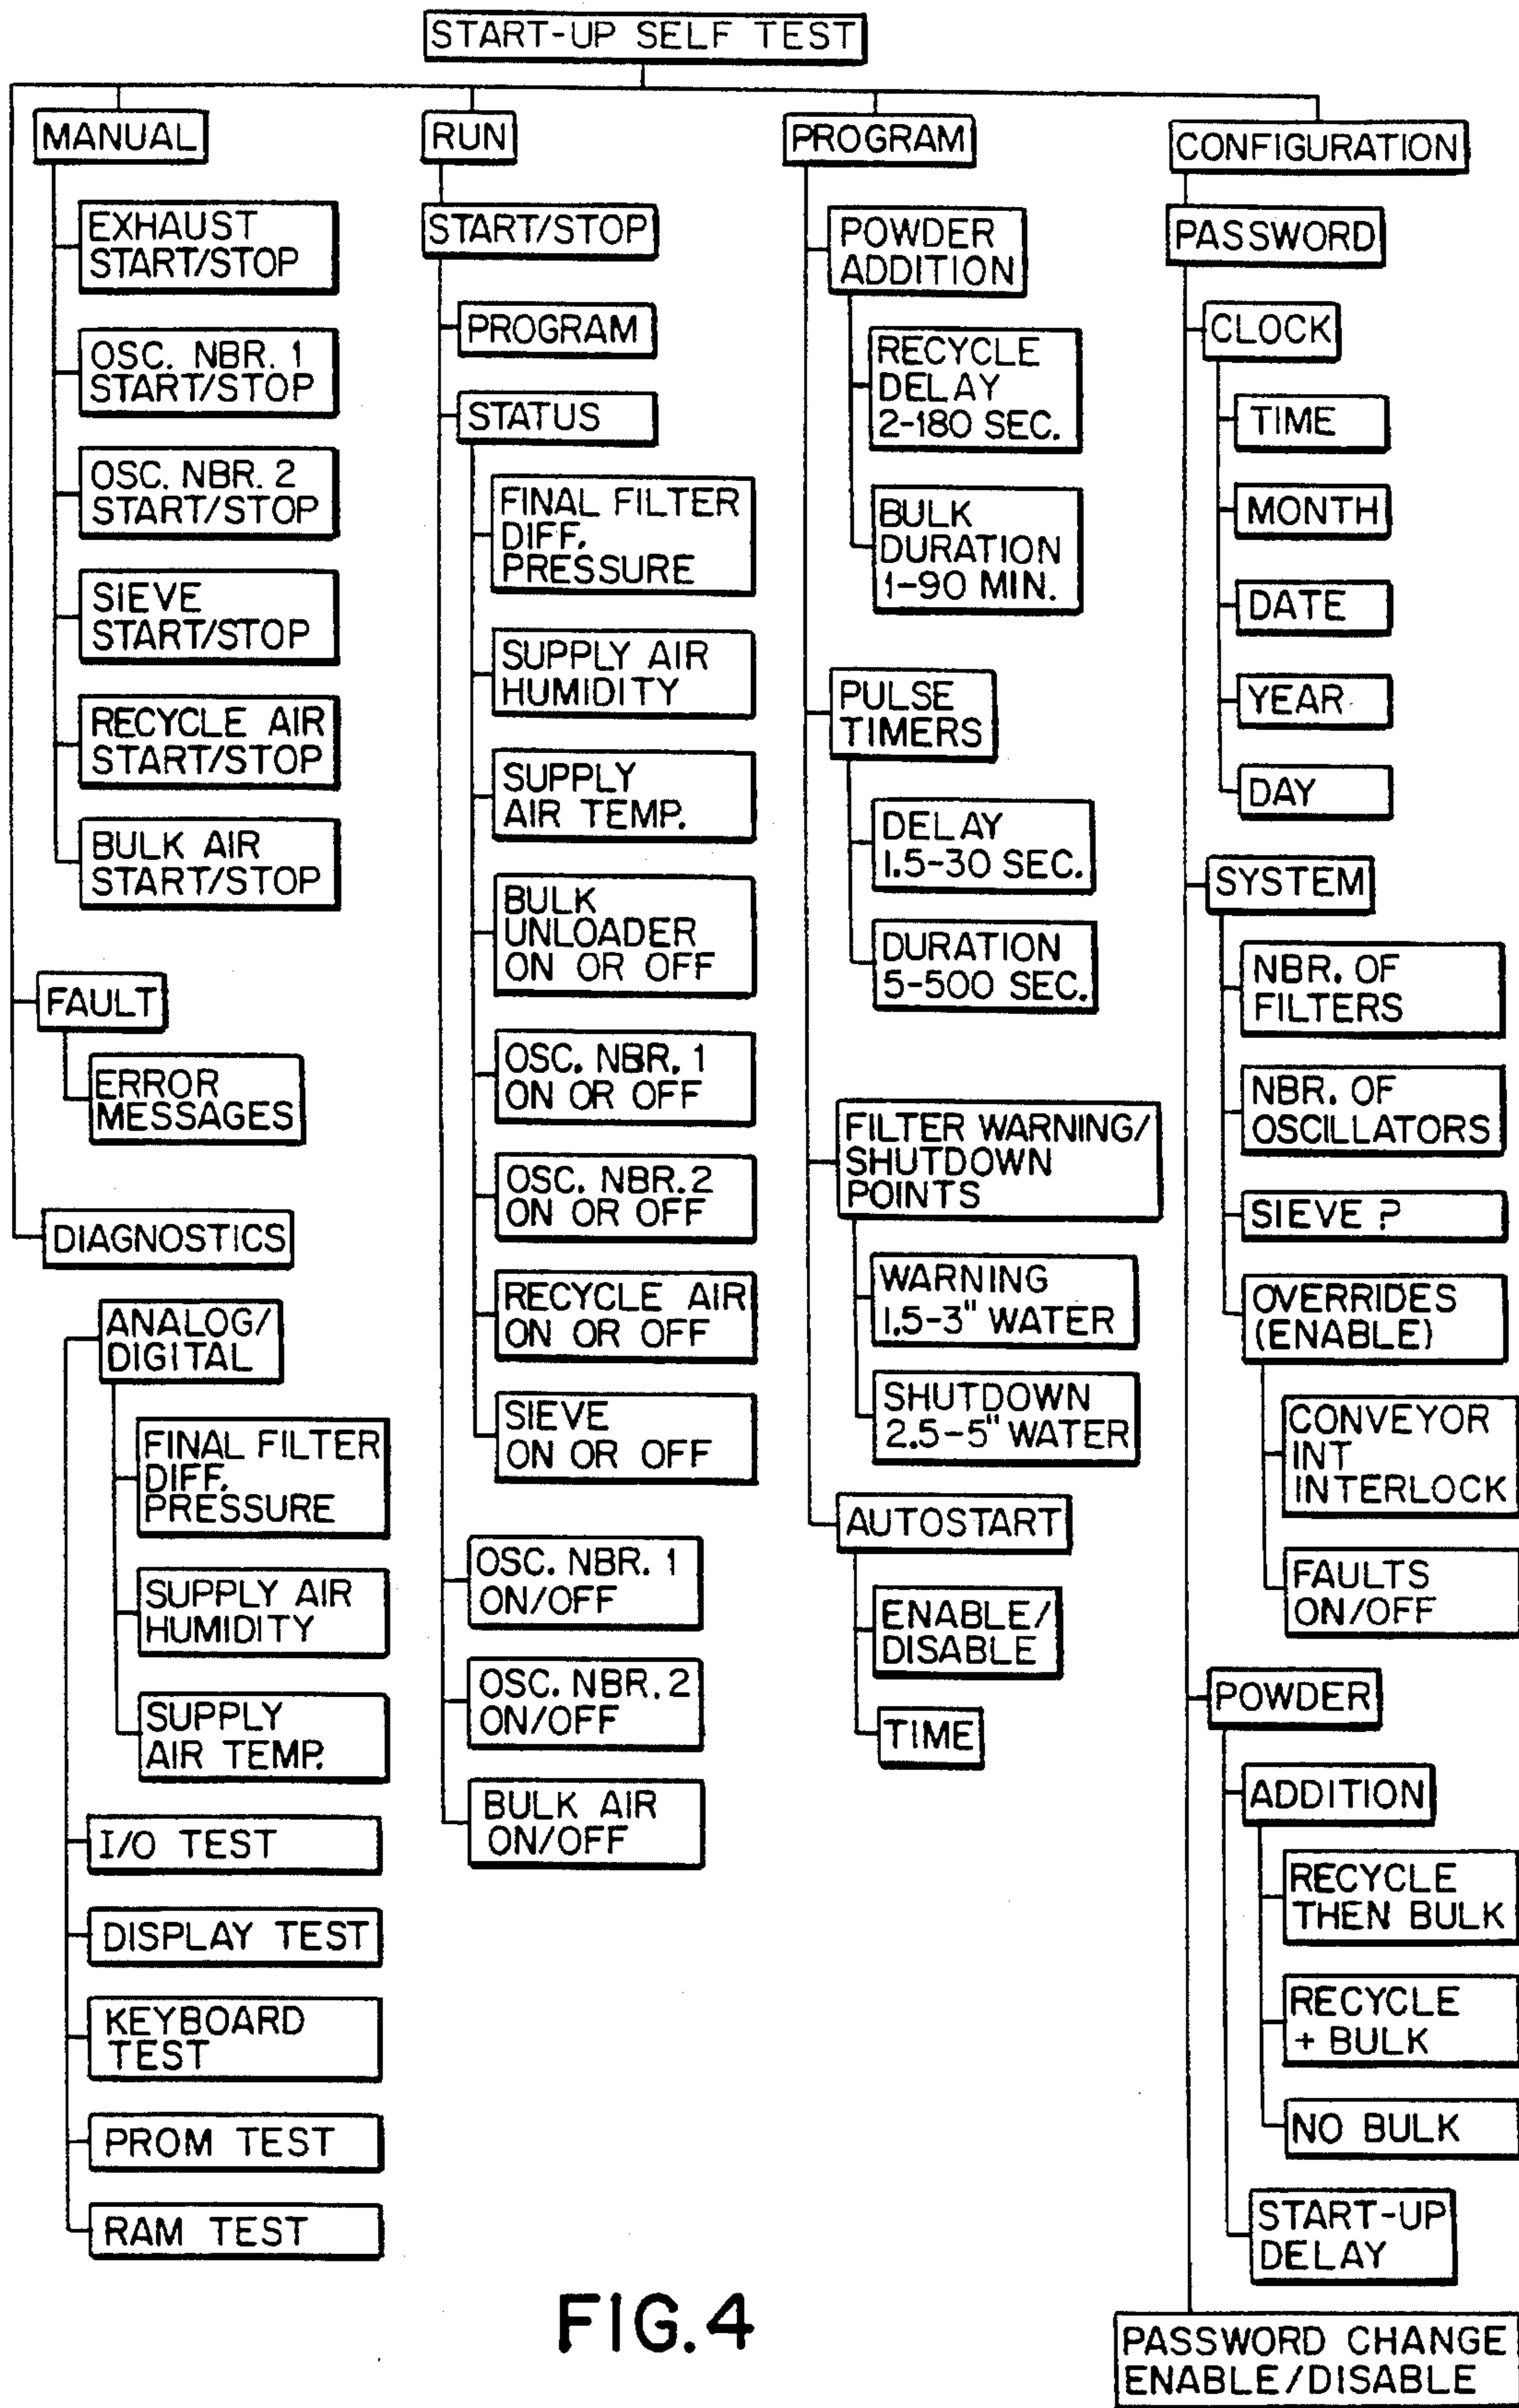 START-UP SELF TEST
MANUAL
EXHAUST
START/STOP
OSC. NBR. 1
START/STOP
OSC. NBR. 2
START/STOP
SIEVE
START/STOP
RECYCLE AIR
START/STOP
BULK AIR
START/STOP
FAULT
ERROR
MESSAGES
DIAGNOSTICS
ANALOG/
DIGITAL
FINAL FILTER
DIFF.
PRESSURE
SUPPLY AIR
HUMIDITY
SUPPLY
AIR TEMP.
I/O TEST
DISPLAY TEST
KEYBOARD
TEST
PROM TEST
RAM TEST
RUN
START/STOP
PROGRAM
STATUS
FINAL FILTER
DIFF.
PRESSURE
SUPPLY AIR
HUMIDITY
SUPPLY
AIR TEMP.
BULK
UNLOADER
ON OR OFF
OSC. NBR. 1
ON OR OFF
OSC. NBR. 2
ON OR OFF
RECYCLE AIR
ON OR OFF
SIEVE
ON OR OFF
OSC. NBR. 1
ON/OFF
OSC. NBR. 2
ON/OFF
BULK AIR
ON/OFF
PROGRAM
POWDER
ADDITION
RECYCLE
DELAY
2-180 SEC.
BULK
DURATION
1-90 MIN.
PULSE
TIMERS
DELAY
1.5-30 SEC.
DURATION
5-500 SEC.
FILTER WARNING/
SHUTDOWN
POINTS
WARNING
1.5-3" WATER
SHUTDOWN
2.5-5" WATER
AUTOSTART
ENABLE/
DISABLE
TIME
CONFIGURATION
PASSWORD
CLOCK
TIME
MONTH
DATE
YEAR
DAY
SYSTEM
NBR. OF
FILTERS
NBR. OF
OSCILLATORS
SIEVE ?
OVERRIDES
(ENABLE)
CONVEYOR
INT
INTERLOCK
FAULTS
ON/OFF
POWDER
ADDITION
RECYCLE
THEN BULK
RECYCLE
+ BULK
NO BULK
START-UP
DELAY
PASSWORD CHANGE
ENABLE/DISABLE
FIG.4